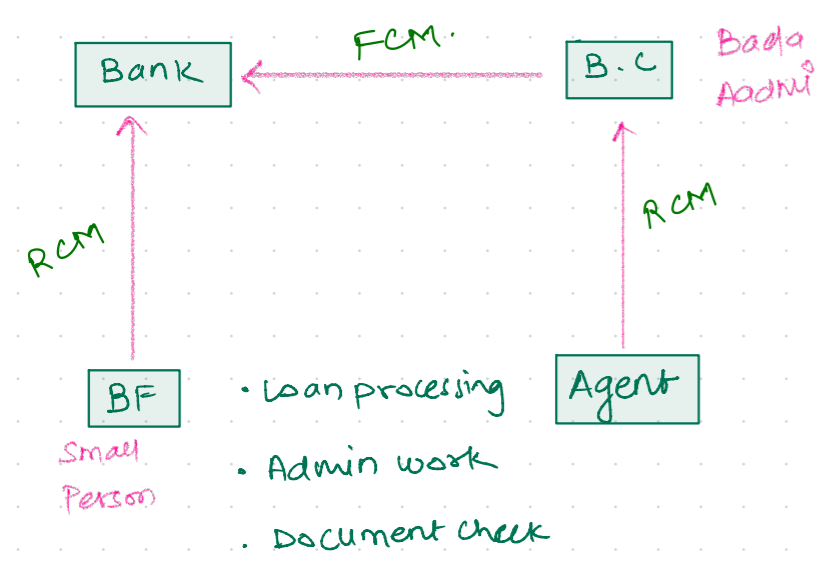 FCM.
Bank
B.C
Bada
Aadmi
RCM
RCM
BF
Agent
Small
Person
• Loan processing
• Admin work
• Document check